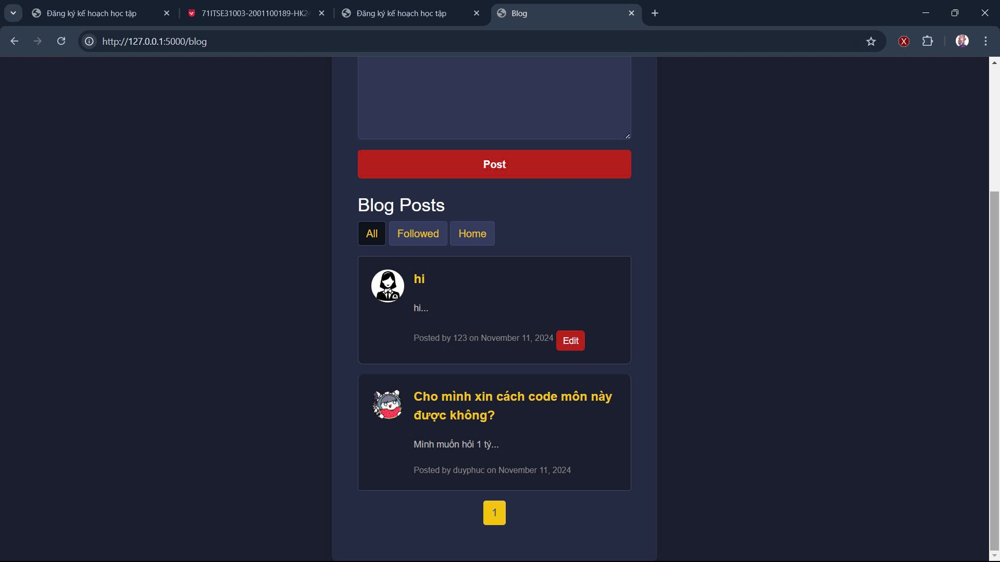 Đăng ký kế hoạch học tập
71ITSE31003-2001100189-HK2
Đăng ký kế hoạch học tập
Blog
http://127.0.0.1:5000/blog
X
Post
Blog Posts
All
Followed
Home
hi
hi...
Posted by 123 on November 11, 2024
Edit
Cho mình xin cách code môn này
được không?
Mình muốn hỏi 1 tý...
Posted by duyphuc on November 11, 2024
1